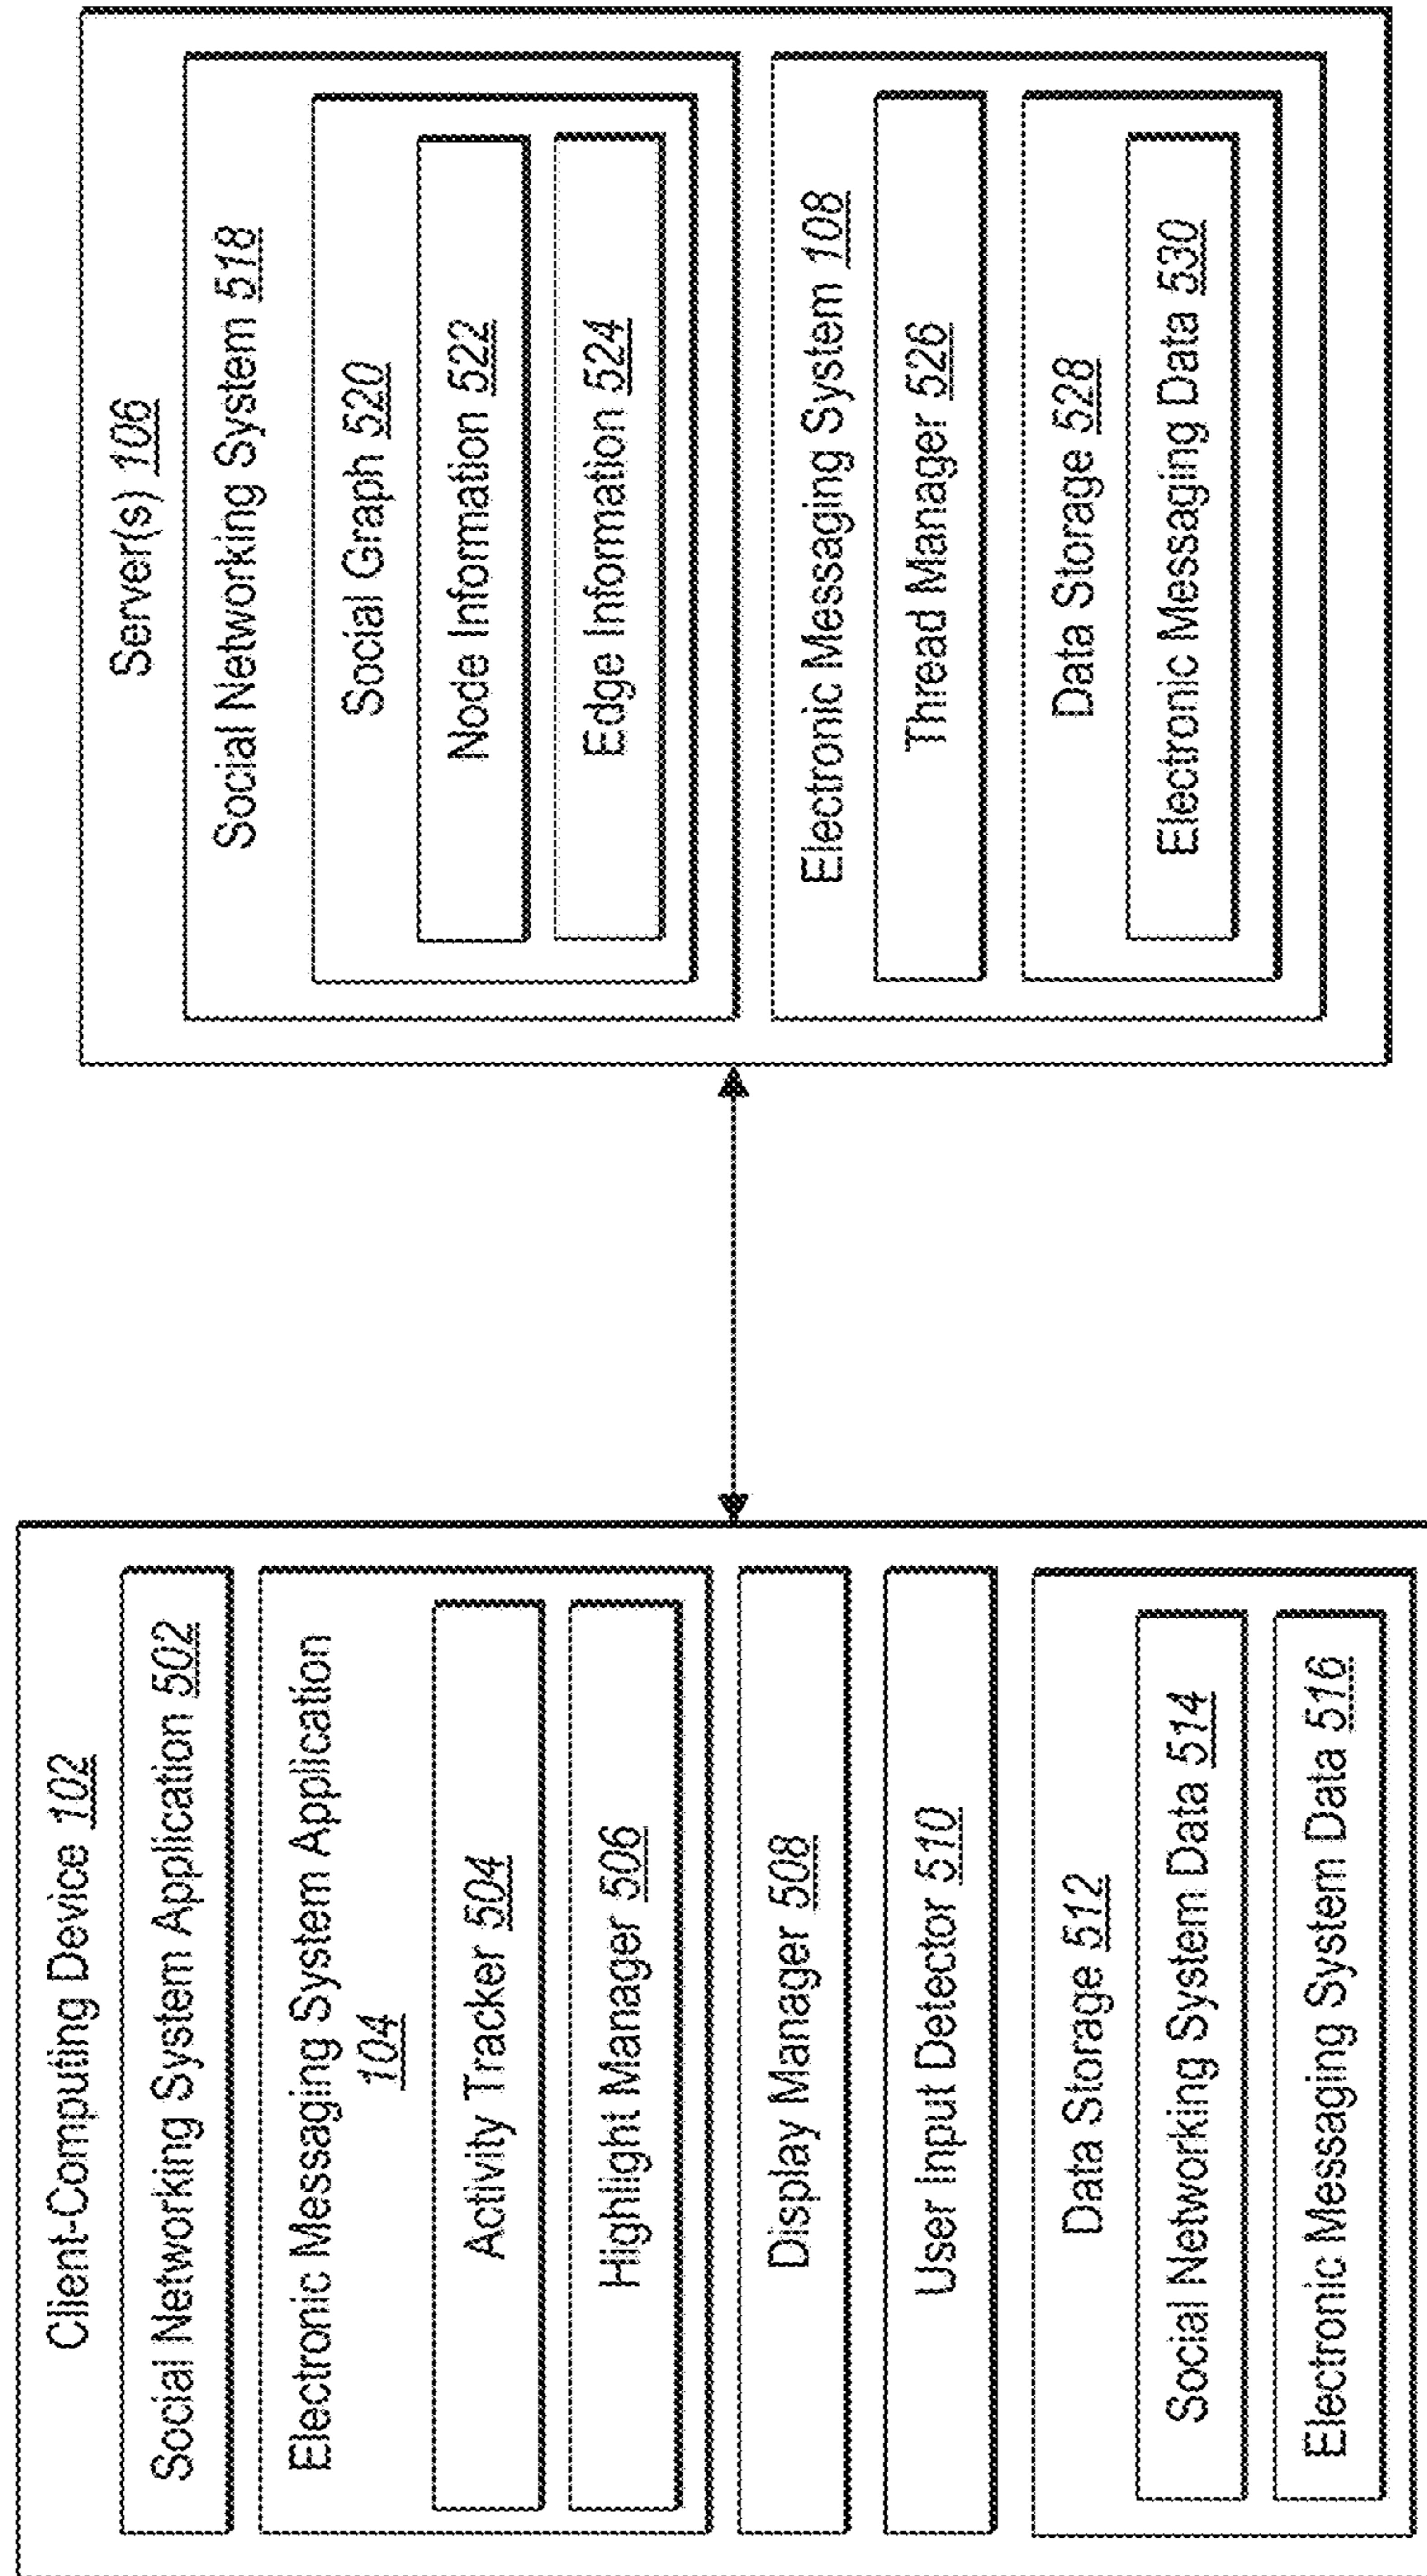 Client-Computing Device 102
Social Networking System Application 502
Electronic Messaging System Application
104
Activity Tracker 504
Highlight Manager 506
Display Manager 508
User Input Detector 510
Data Storage 512
Social Networking System Data 514
Electronic Messaging System Data 516
Server(s) 106
Social Networking System 518
Social Graph 520
Node Information 522
Edge Information 524
Electronic Messaging System 108
Thread Manager 526
Data Storage 528
Electronic Messaging Data 530